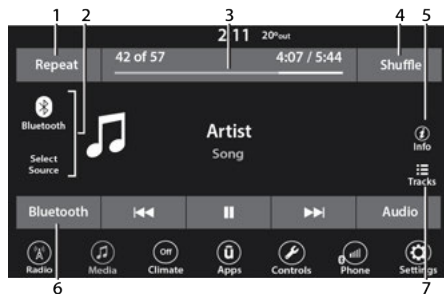 1 2 3 4 5
2 11 20°out
Repeat 42 of 57 4:07 / 5:44 Shuffle
Bluetooth
Select
Source
Artist
Song
Info
Tracks
Bluetooth Audio
Off
Radio Media Climate Apps Controls Phone Settings
6 7